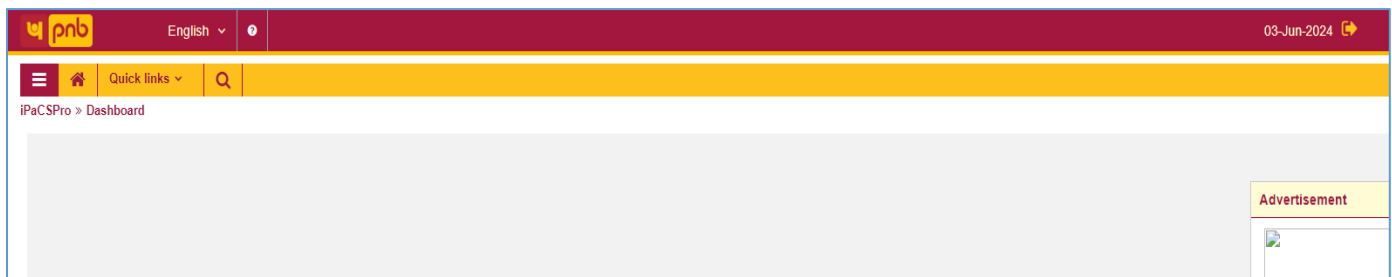 ਪ pnb English
03-Jun-2024
Quick links
iPaCSPro » Dashboard
Advertisement